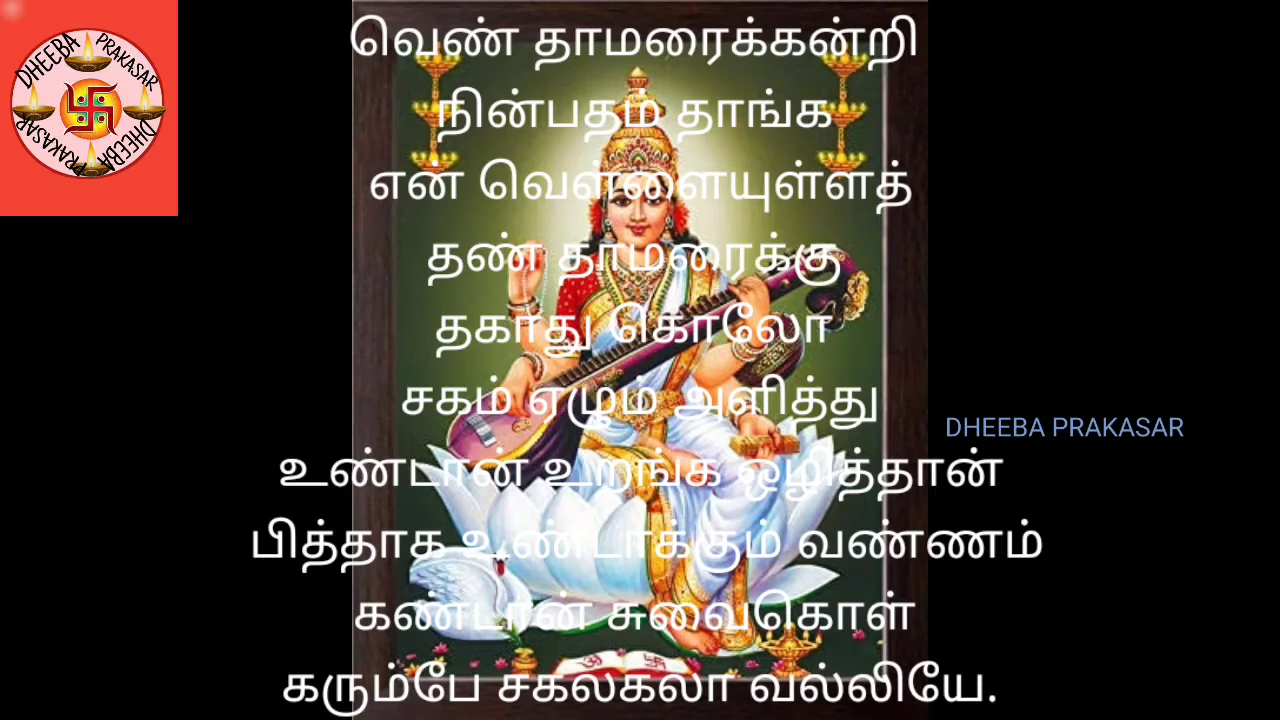 DHEEBA PRAKASAR DHEEBA PRAKASAR
வெண் தாமரைக்கன்றி
நின்பதம் தாங்க
என் வெள்ளையுள்ளத்
தண் தாமரைக்கு
தகாது கொலோ
சகம் ஏழும் அளித்து
DHEEBA PRAKASAR
உண்டான் உறங்க ஒழித்தான்
பித்தாக உண்டாக்கும் வண்ணம்
கண்டான் சுவைகொள்
கரும்பே சகலகலா வல்லியே.